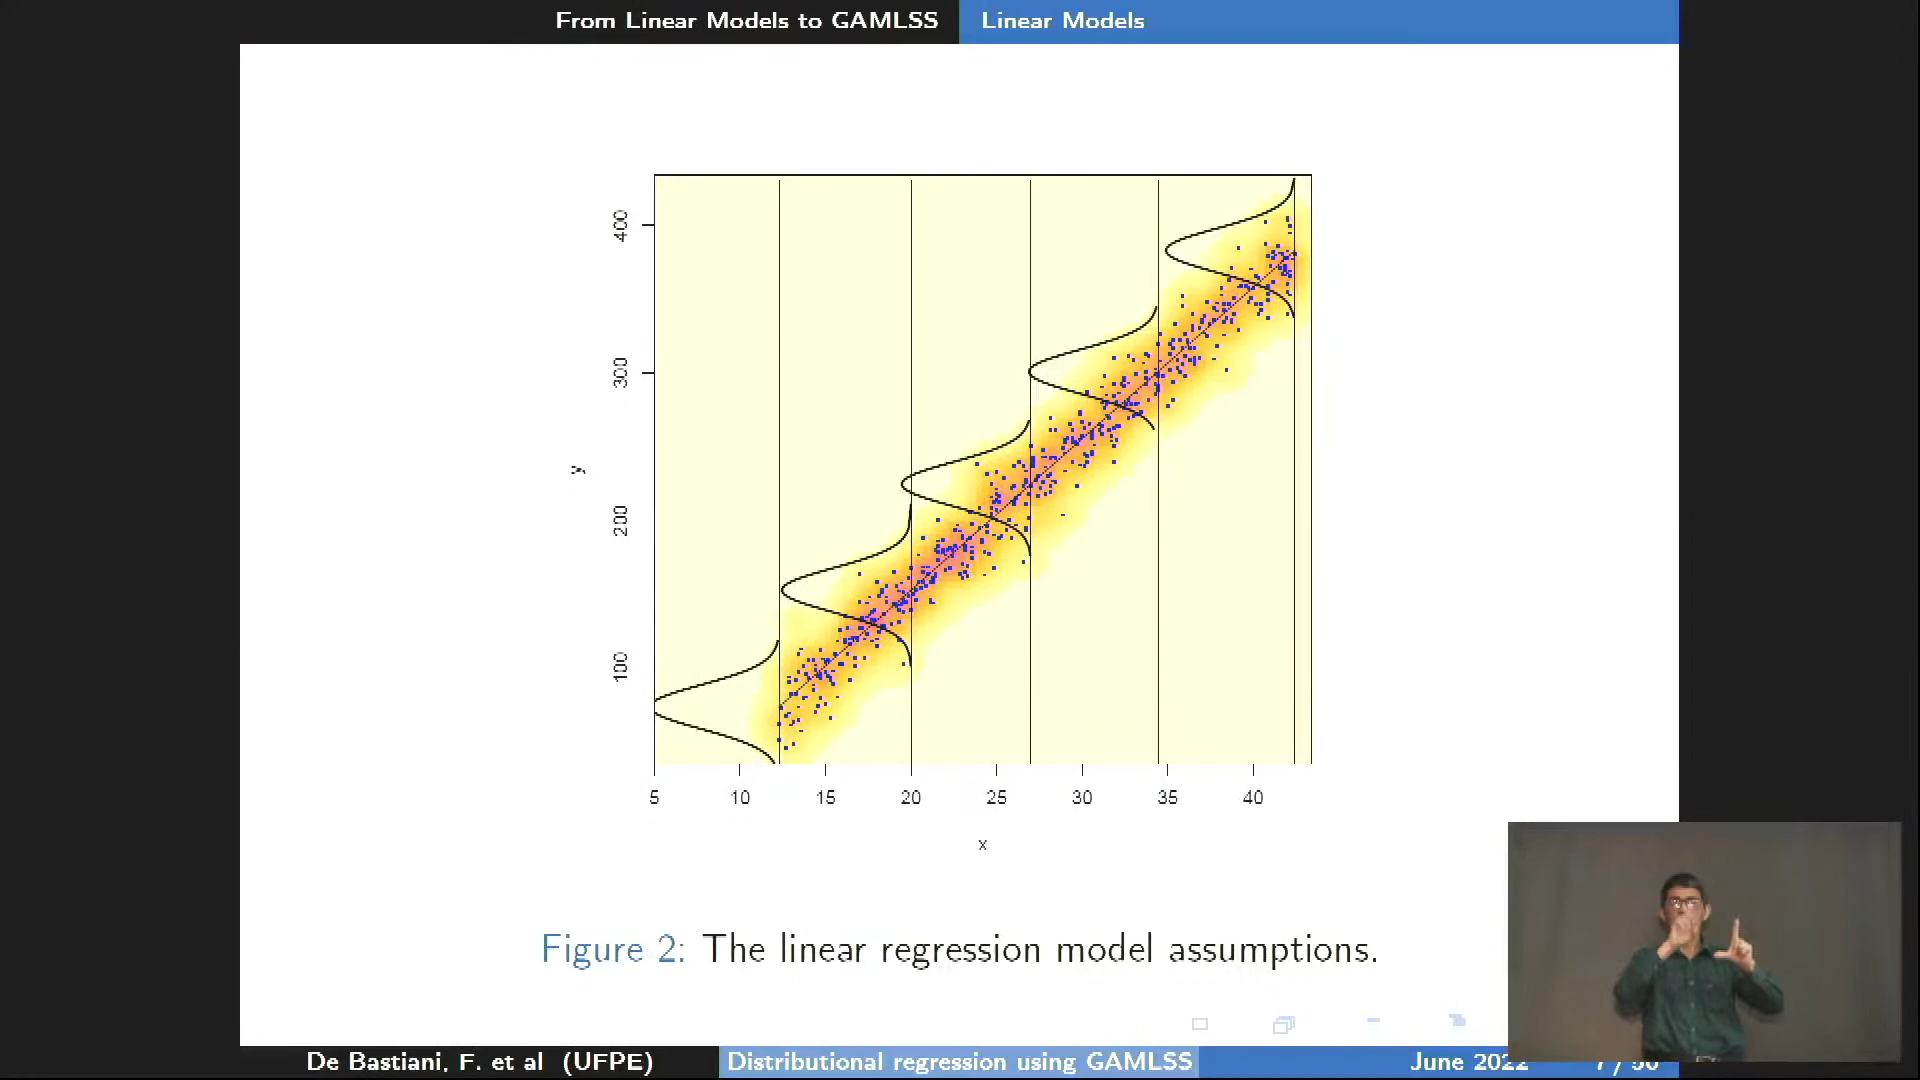 From Linear Models to GAMLSS Linear Models
400
300
y
200
100
5 10 15 20 25 30 35 40
x
Figure 2: The linear regression model assumptions.
De Bastiani, F. et al (UFPE) Distributional regression using GAMLSS June 2022